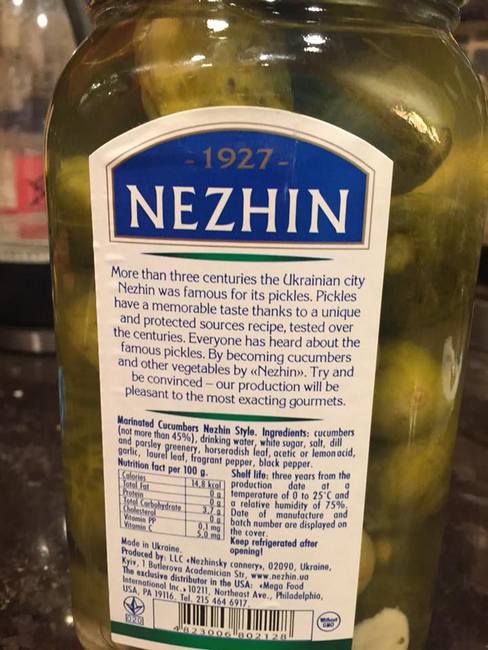 - 1927 -
NEZHIN
More than three centuries the Ukrainian city
Nezhin was famous for its pickles. Pickles
have a memorable taste thanks to a unique
and protected sources recipe, tested over
the centuries. Everyone has heard about the
famous pickles. By becoming cucumbers
and other vegetables by «Nezhin». Try and
be convinced – our production will be
pleasant to the most exacting gourmets.
Marinated Cucumbers Nezhin Style. Ingredients: cucumbers
(not more than 45%), drinking water, white sugar, salt, dill
and parsley greenery, horseradish leaf, acetic or lemon acid,
garlic, laurel leaf, fragrant pepper, black pepper.
Nutrition fact per 100 g.
Calories 14,8 kcal
Total Fat 0 g
Protein 0 g
Total Carbohydrate 3,7 g
Cholesterol 0 g
Vitamin PP 0,1 mg
Vitamin C 5,0 mg
Shelf life: three years from the
production date at a
temperature of 0 to 25°C and
a relative humidity of 75%.
Date of manufacture and
batch number are displayed on
the cover.
Keep refrigerated after
opening!
Made in Ukraine.
Produced by: LLC «Nezhinsky cannery», 02090, Ukraine,
Kyiv, 1 Butlerova Academician Str, www.nezhin.ua
The exclusive distributor in the USA: «Mega Food
International Inc.» 10211, Northeast Ave., Philadelphia,
USA, PA 19116. Tel. 215 464 6917.
Without
GMO
4 823006 802128